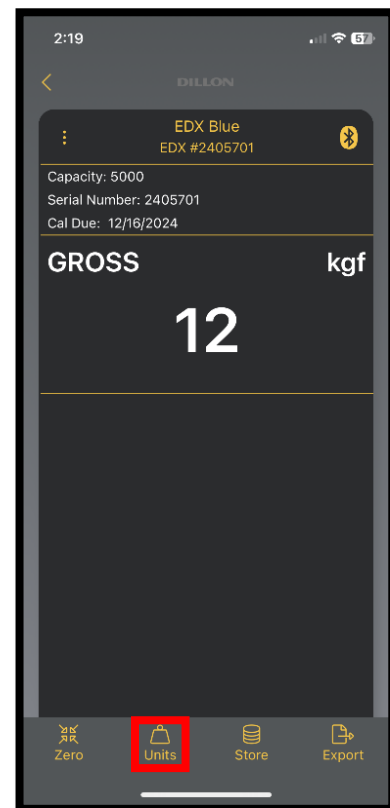 2:19
57
DILLON
EDX Blue
EDX #2405701
Capacity: 5000
Serial Number: 2405701
Cal Due: 12/16/2024
GROSS kgf
12
Zero Units Store Export